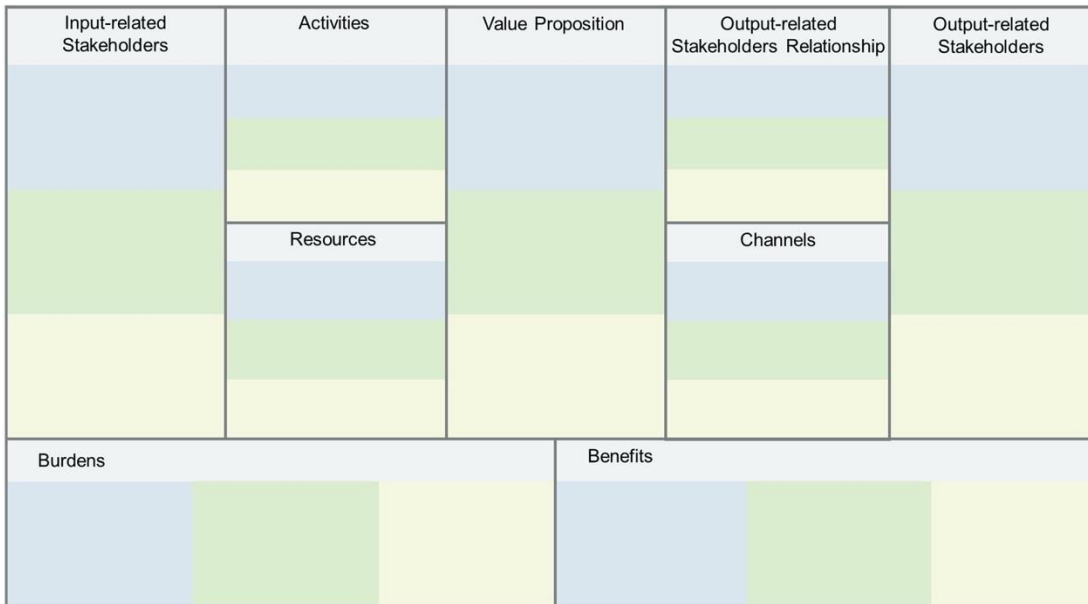 Input-related
Stakeholders
Activities
Value Proposition
Output-related
Stakeholders Relationship
Output-related
Stakeholders
Resources
Channels
Burdens
Benefits